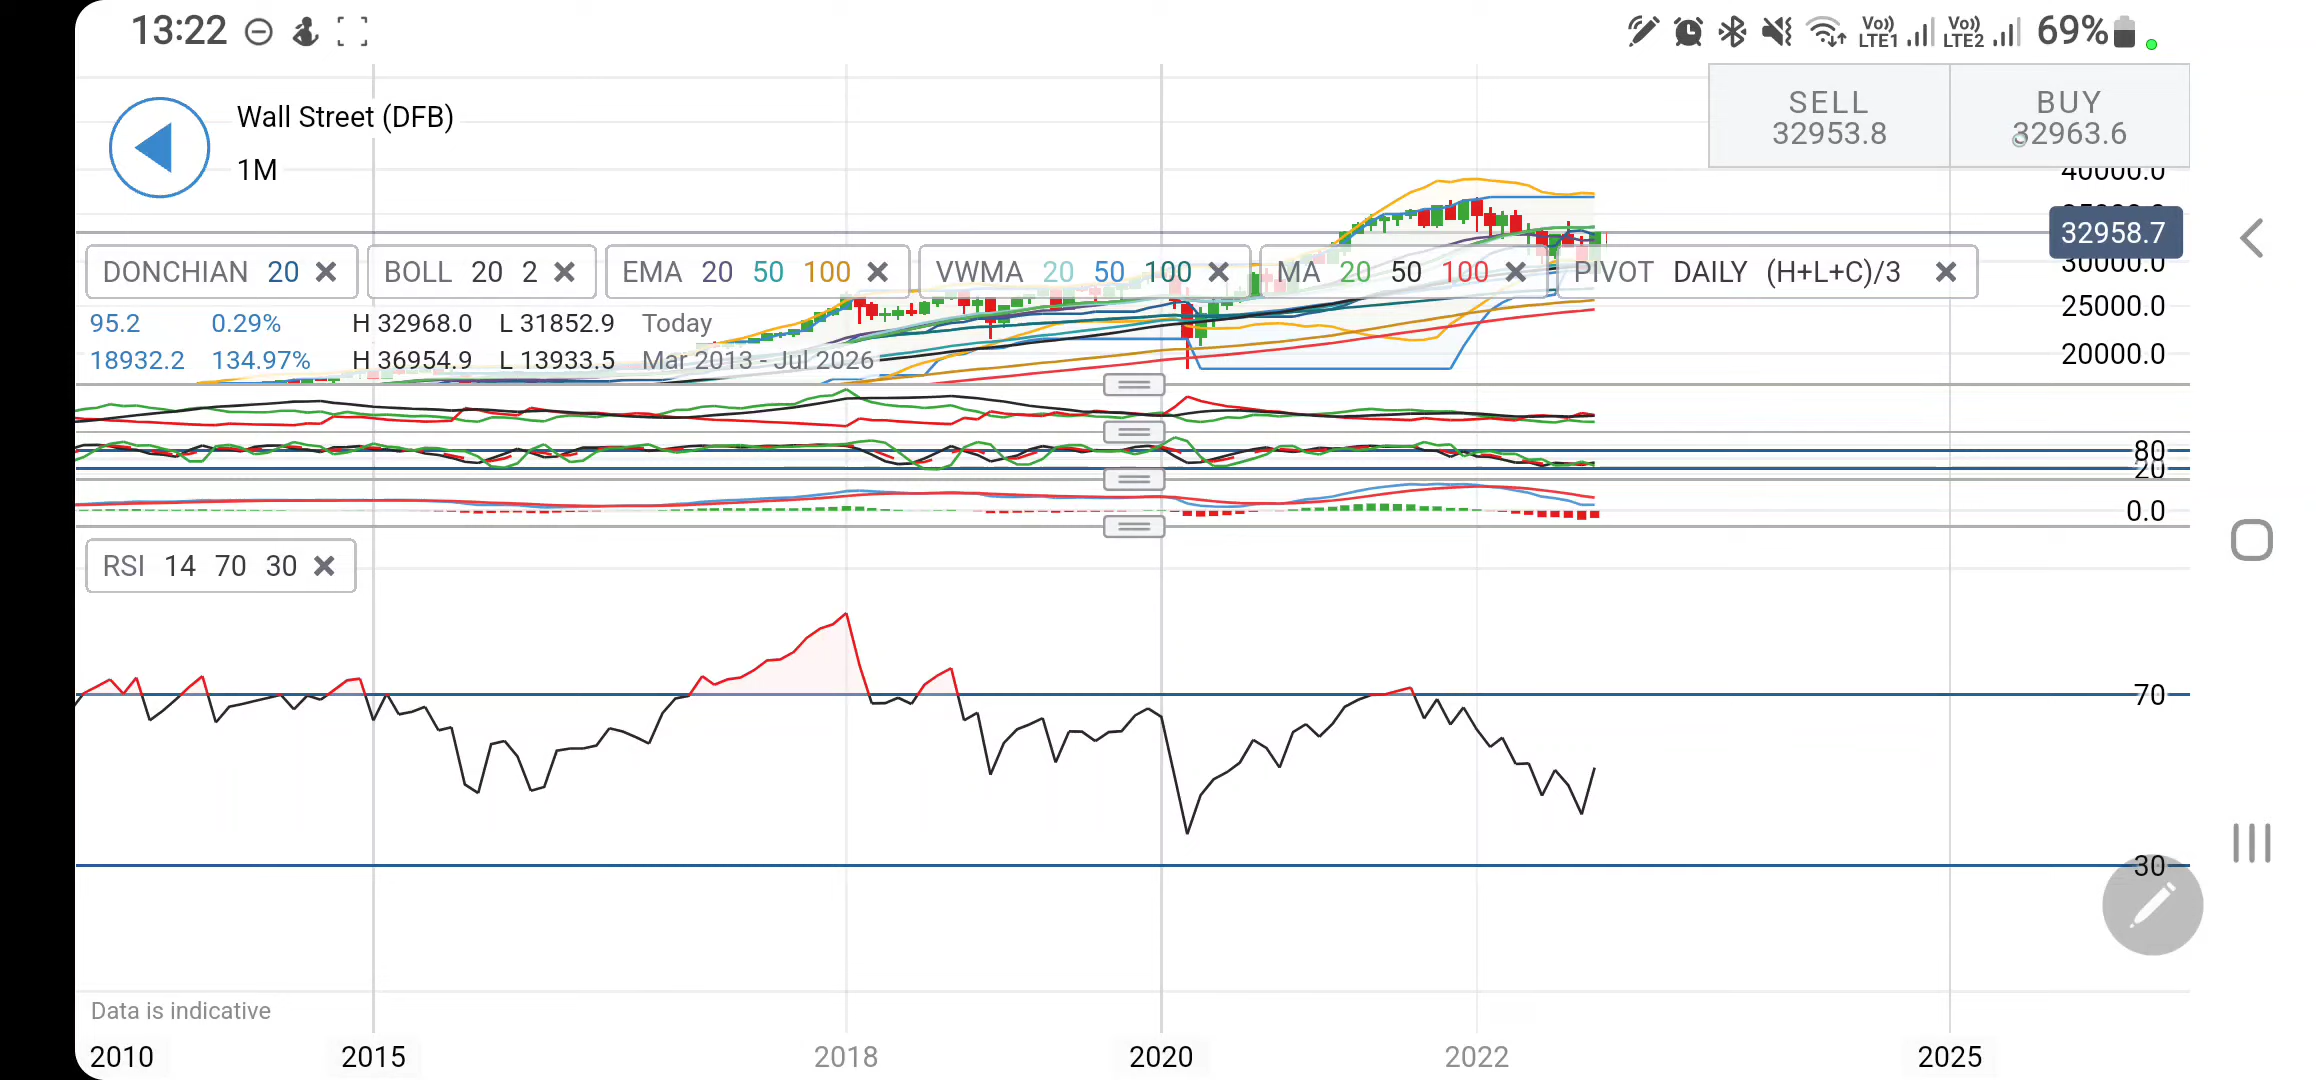 13:22 Vo)) LTE1 Vo)) LTE2 69%
Wall Street (DFB)
1M
SELL
32953.8
BUY
32963.6
40000.0
32958.7
30000.0
25000.0
20000.0
DONCHIAN 20
BOLL 20 2
EMA 20 50 100
VWMA 20 50 100
MA 20 50 100
PIVOT DAILY (H+L+C)/3
95.2 0.29% H 32968.0 L 31852.9 Today
18932.2 134.97% H 36954.9 L 13933.5 Mar 2013 - Jul 2026
80
20
0.0
RSI 14 70 30
70
30
Data is indicative
2010 2015 2018 2020 2022 2025